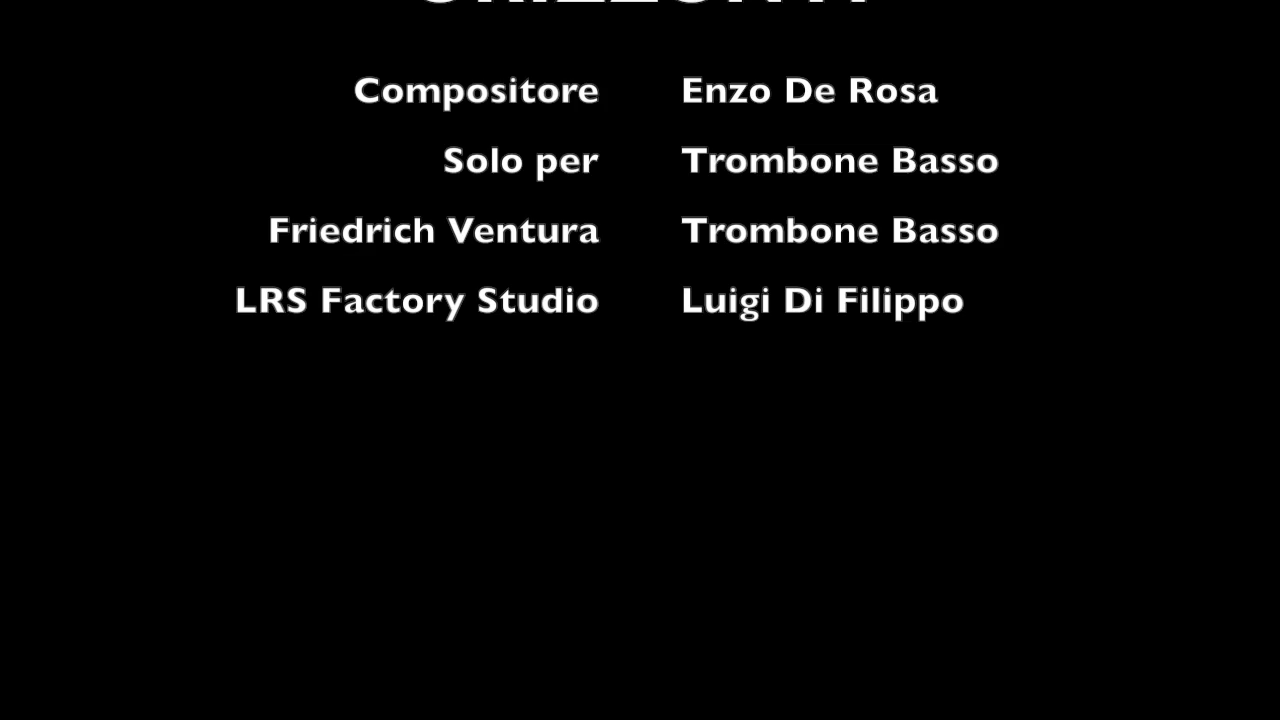 Compositore Enzo De Rosa
Solo per Trombone Basso
Friedrich Ventura Trombone Basso
LRS Factory Studio Luigi Di Filippo